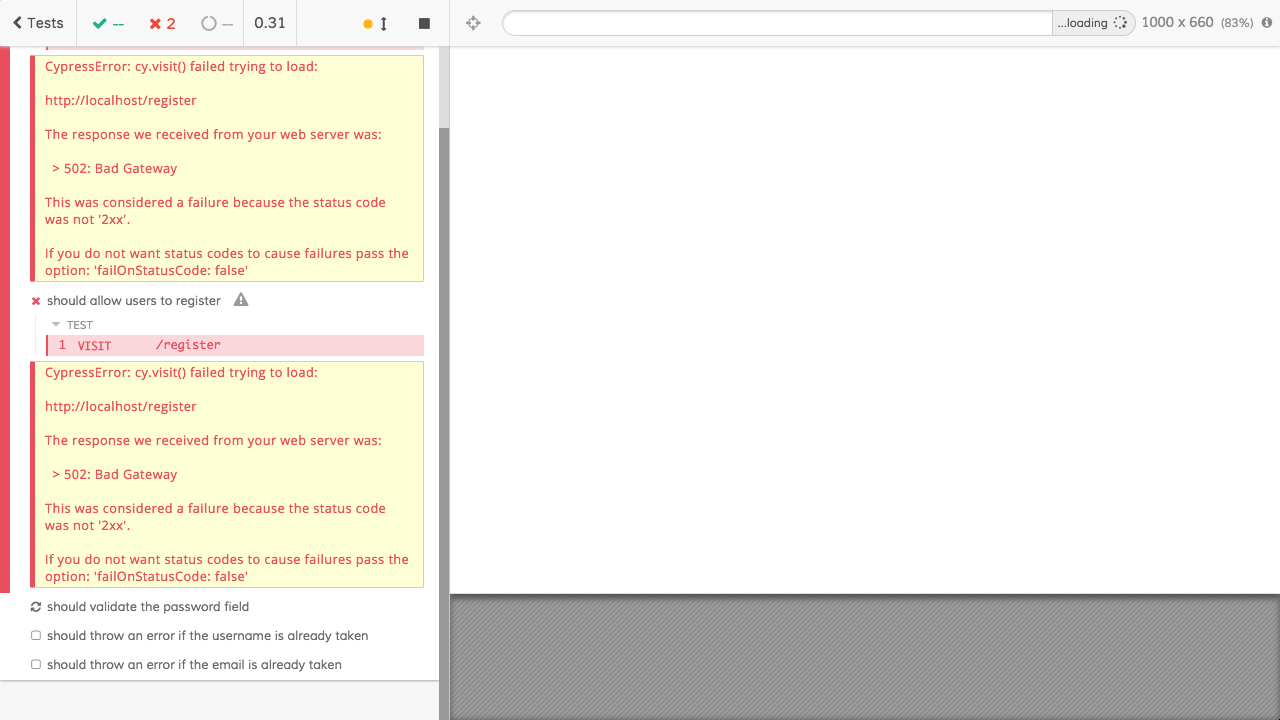 Tests
--
2
--
0.31
...loading
1000 x 660 (83%)
CypressError: cy.visit() failed trying to load:
http://localhost/register
The response we received from your web server was:
> 502: Bad Gateway
This was considered a failure because the status code
was not '2xx'.
If you do not want status codes to cause failures pass the
option: 'failOnStatusCode: false'
should allow users to register
TEST
1 VISIT /register
CypressError: cy.visit() failed trying to load:
http://localhost/register
The response we received from your web server was:
> 502: Bad Gateway
This was considered a failure because the status code
was not '2xx'.
If you do not want status codes to cause failures pass the
option: 'failOnStatusCode: false'
should validate the password field
should throw an error if the username is already taken
should throw an error if the email is already taken